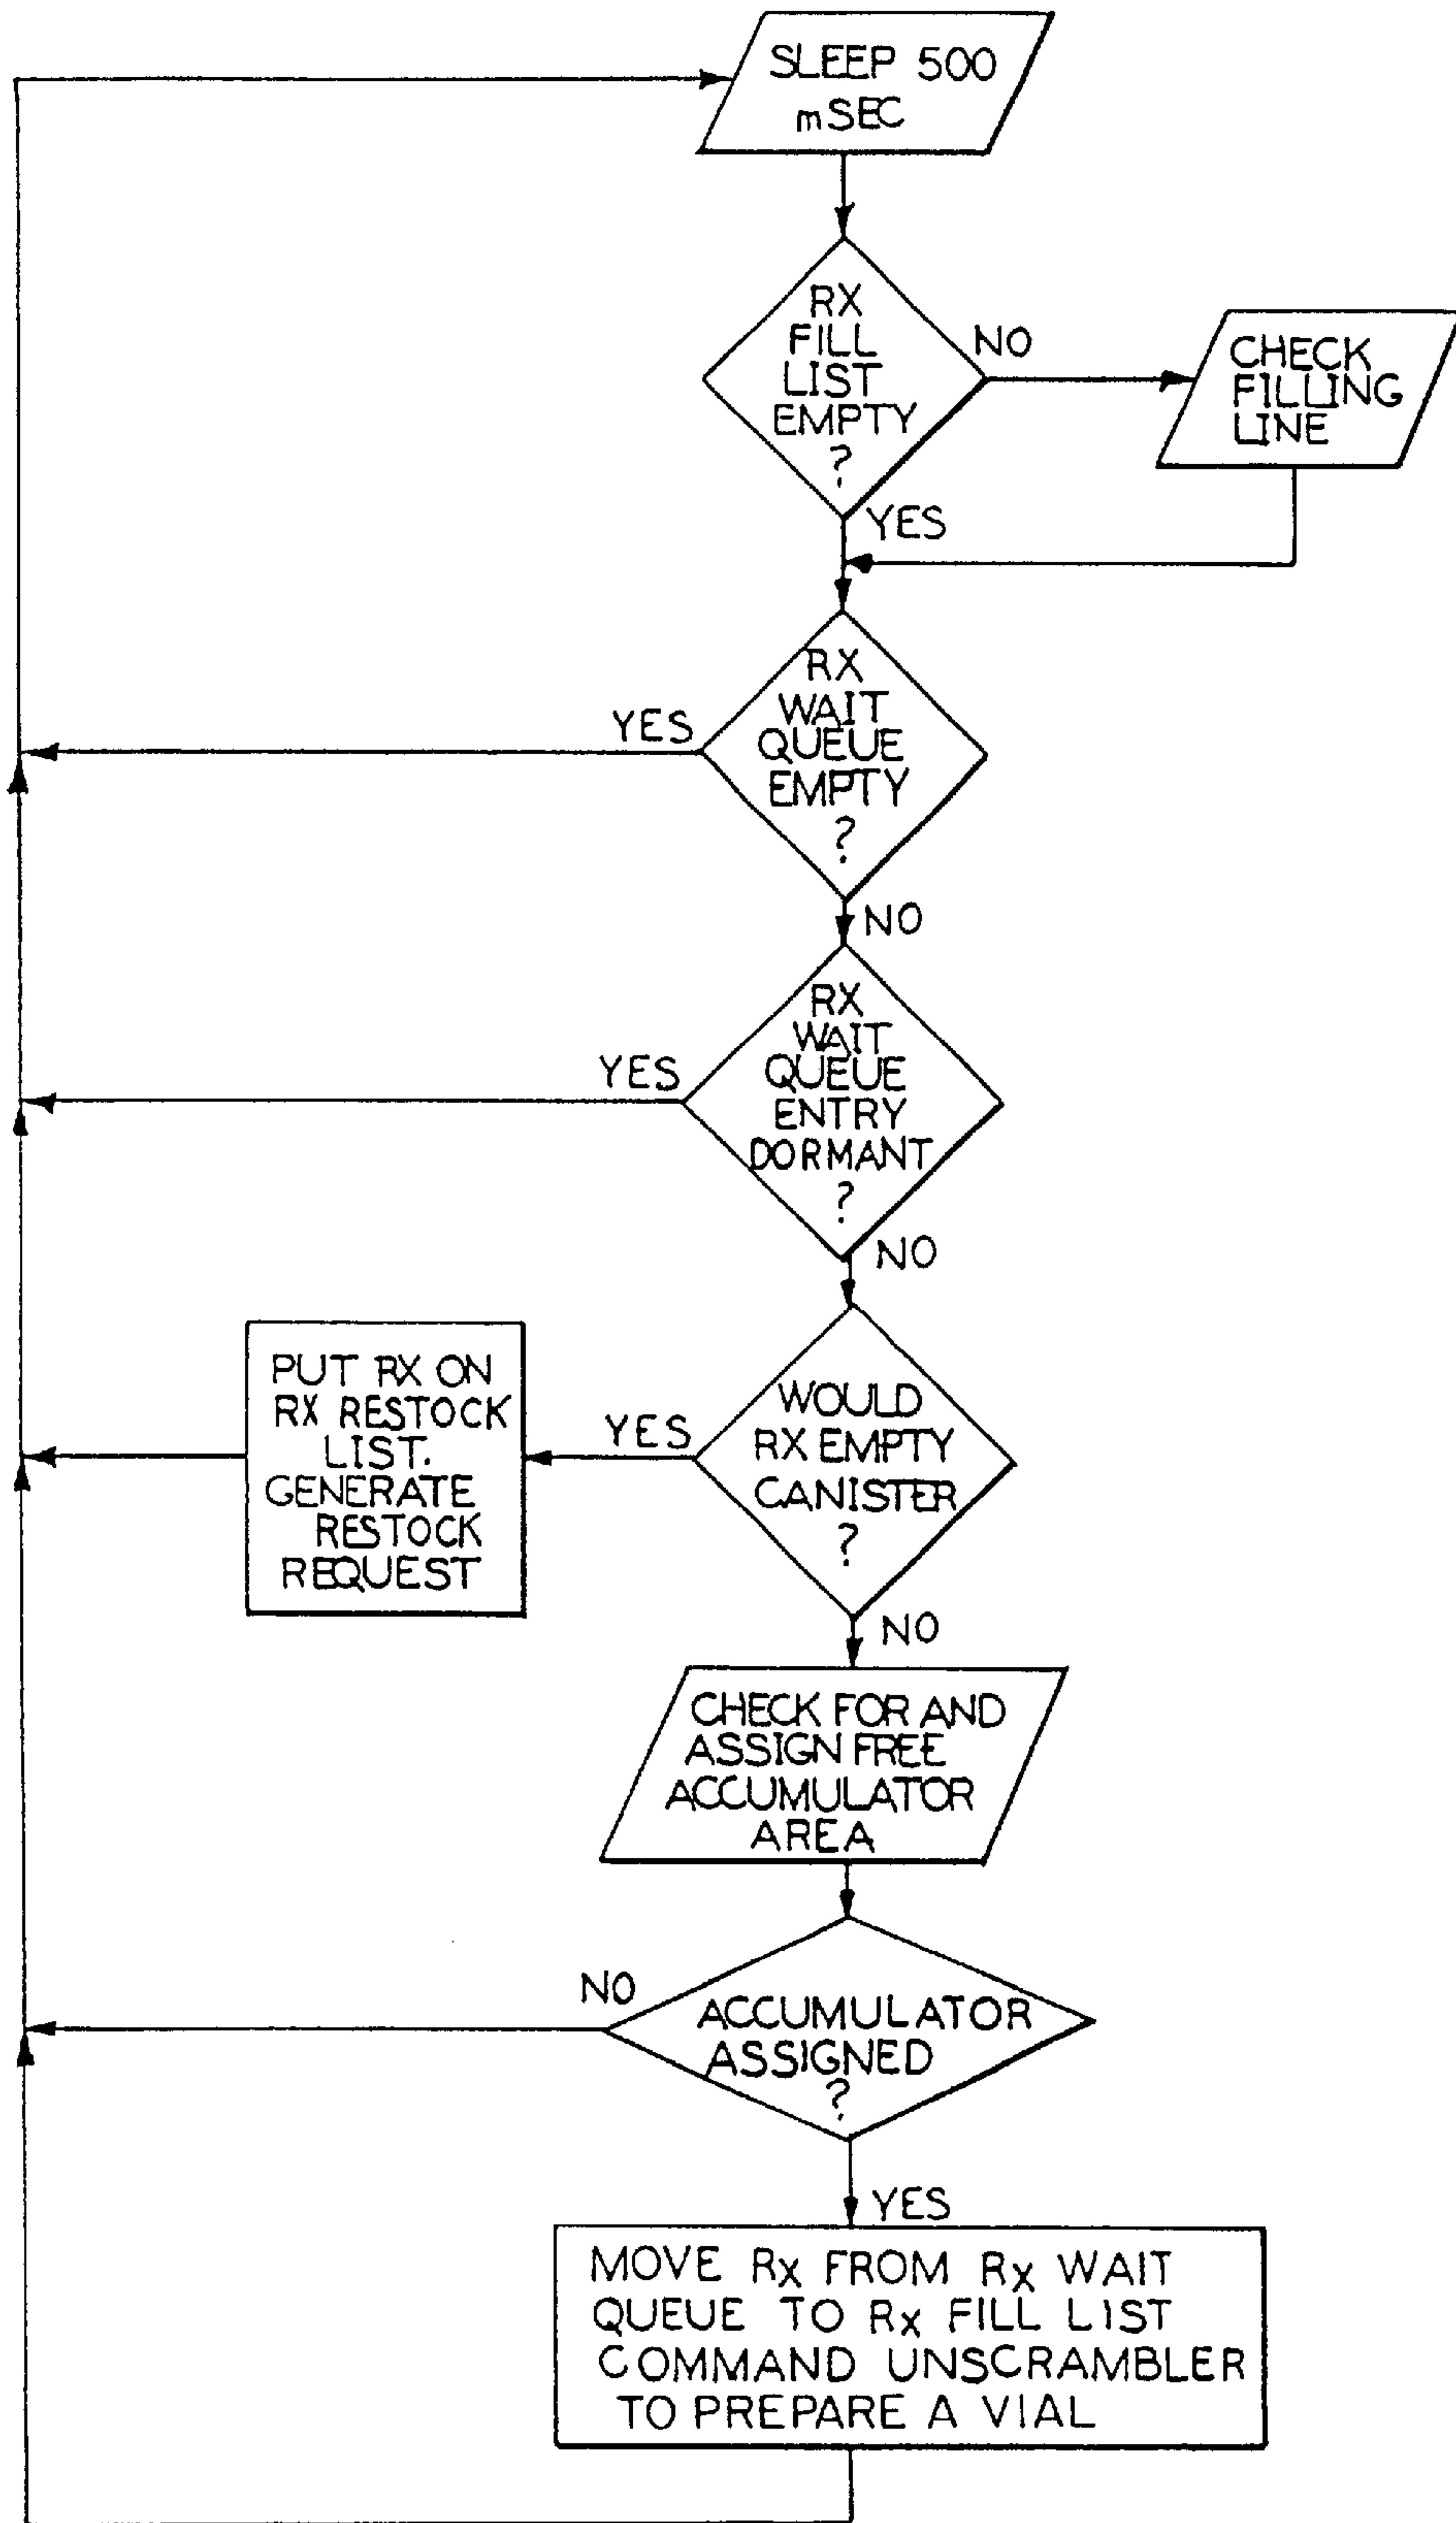 SLEEP 500
mSEC
RX
FILL
LIST
EMPTY
?
NO
CHECK
FILLING
LINE
YES
RX
WAIT
QUEUE
EMPTY
?
YES
NO
RX
WAIT
QUEUE
ENTRY
DORMANT
?
YES
NO
WOULD
RX EMPTY
CANISTER
?
YES
PUT RX ON
RX RESTOCK
LIST.
GENERATE
RESTOCK
REQUEST
NO
CHECK FOR AND
ASSIGN FREE
ACCUMULATOR
AREA
ACCUMULATOR
ASSIGNED
?
NO
YES
MOVE Rx FROM Rx WAIT
QUEUE TO Rx FILL LIST
COMMAND UNSCRAMBLER
TO PREPARE A VIAL